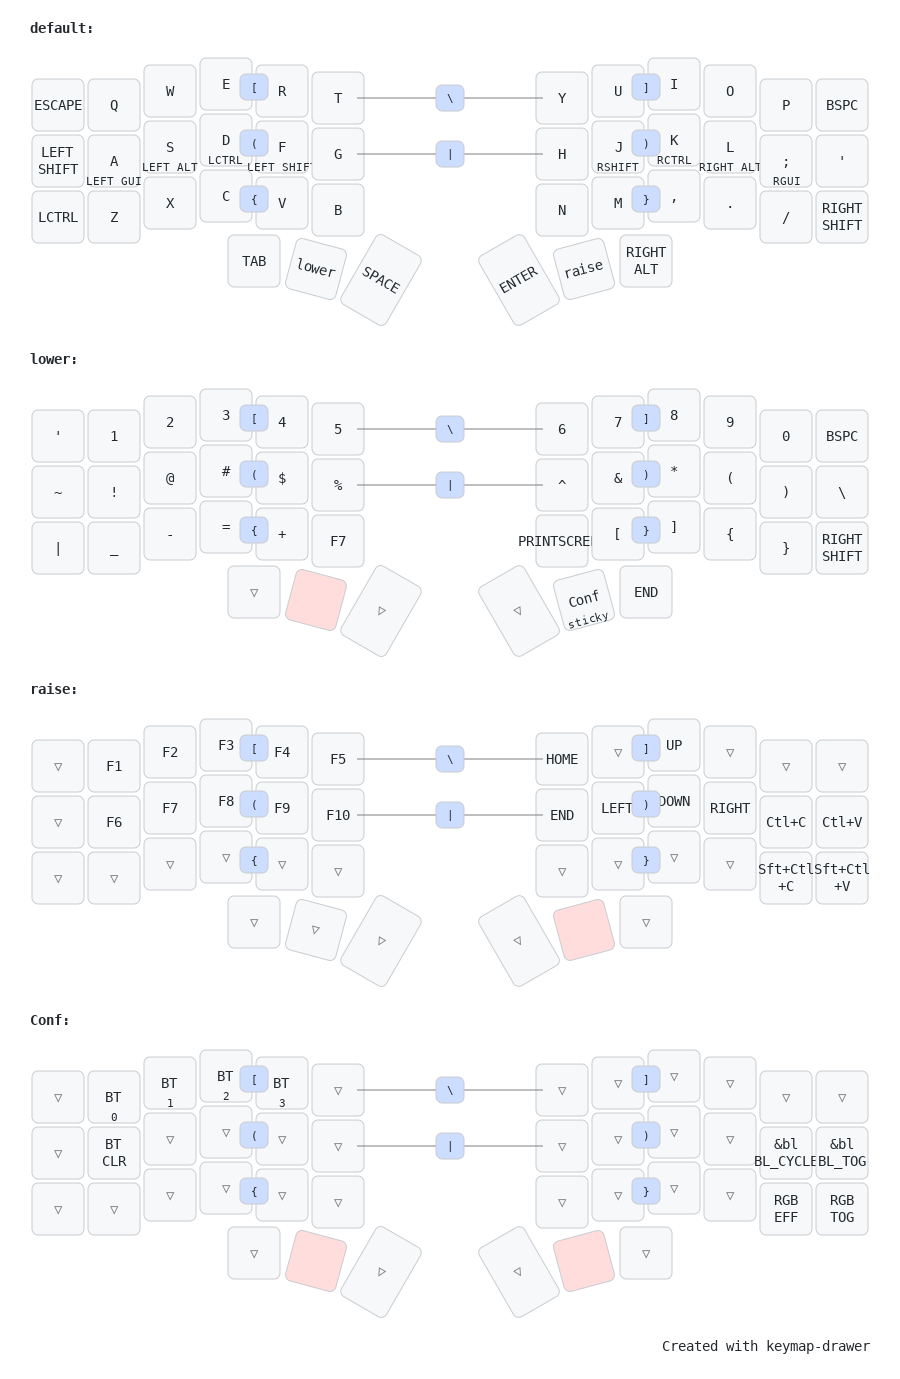 default:
ESCAPE Q W E [ R T \ Y U ] I O P BSPC
LEFT SHIFT A LEFT GUI S LEFT ALT D LCTRL ( F LEFT SHIFT G | H J RSHIFT ) K RCTRL L RIGHT ALT ; RGUI '
LCTRL Z X C { V B N M } , . / RIGHT SHIFT
TAB lower SPACE ENTER raise RIGHT ALT
lower:
' 1 2 3 [ 4 5 \ 6 7 ] 8 9 0 BSPC
~ ! @ # ( $ % | ^ & ) * ( ) \
| _ - = { + F7 PRINTSCREE [ } ] { } RIGHT SHIFT
▽ ▽ ▽ Conf sticky END
raise:
▽ F1 F2 F3 [ F4 F5 \ HOME ▽ ] UP ▽ ▽ ▽
▽ F6 F7 F8 ( F9 F10 | END LEFT ) DOWN RIGHT Ctl+C Ctl+V
▽ ▽ ▽ ▽ { ▽ ▽ ▽ ▽ } ▽ ▽ Sft+Ctl +C Sft+Ctl +V
▽ ▽ ▽ ▽ ▽
Conf:
▽ BT 0 BT 1 BT 2 [ BT 3 ▽ \ ▽ ▽ ] ▽ ▽ ▽ ▽
▽ BT CLR ▽ ▽ ( ▽ ▽ | ▽ ▽ ) ▽ ▽ &bl BL_CYCLE &bl BL_TOG
▽ ▽ ▽ ▽ { ▽ ▽ ▽ ▽ } ▽ ▽ RGB EFF RGB TOG
▽ ▽ ▽ ▽
Created with keymap-drawer